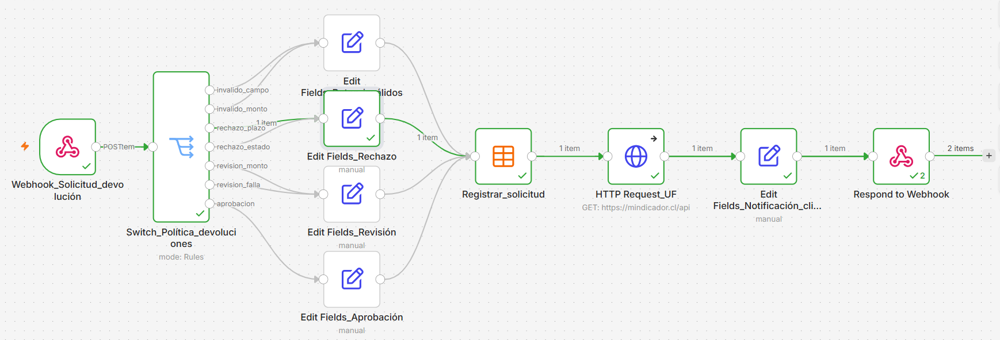 Webhook_Solicitud_devo
lución
POST
item
invalido_campo
invalido_monto
rechazo_plazo
rechazo_estado
revision_monto
revision_falla
aprobacion
Switch_Política_devoluci
ones
mode: Rules
1 item
Edit
Edit Fields_Rechazo
manual
Edit Fields_Revisión
manual
Edit Fields_Aprobación
manual
1 item
Registrar_solicitud
1 item
HTTP Request_UF
GET: https://mindicador.cl/api
1 item
Edit
Fields_Notificación_cli...
manual
1 item
2
Respond to Webhook
2 items